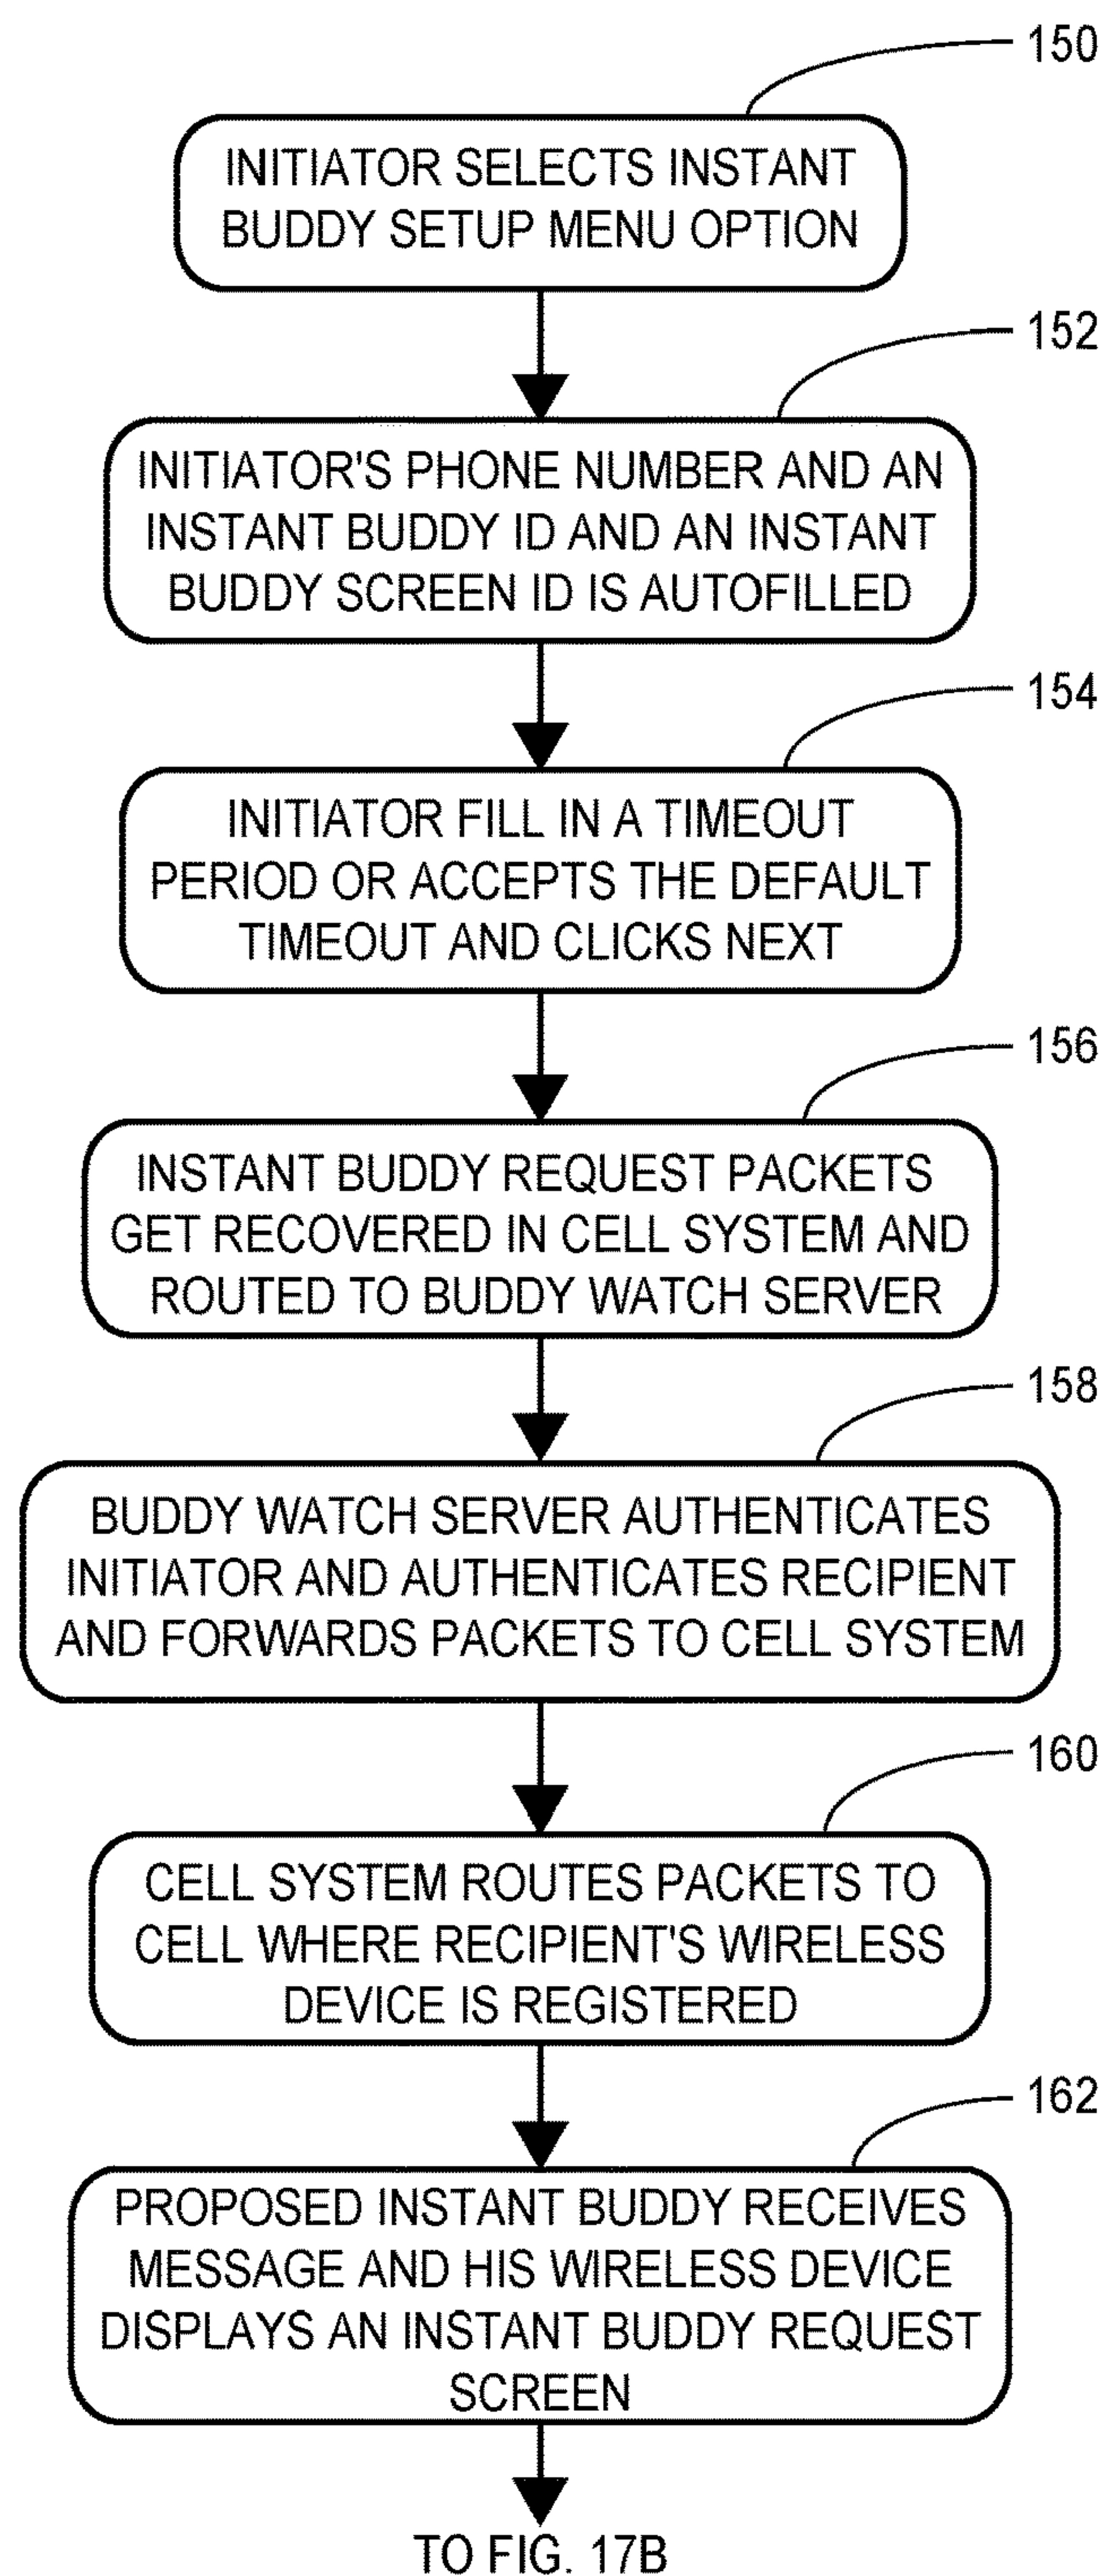 150
INITIATOR SELECTS INSTANT
BUDDY SETUP MENU OPTION
152
INITIATOR'S PHONE NUMBER AND AN
INSTANT BUDDY ID AND AN INSTANT
BUDDY SCREEN ID IS AUTOFILLED
154
INITIATOR FILL IN A TIMEOUT
PERIOD OR ACCEPTS THE DEFAULT
TIMEOUT AND CLICKS NEXT
156
INSTANT BUDDY REQUEST PACKETS
GET RECOVERED IN CELL SYSTEM AND
ROUTED TO BUDDY WATCH SERVER
158
BUDDY WATCH SERVER AUTHENTICATES
INITIATOR AND AUTHENTICATES RECIPIENT
AND FORWARDS PACKETS TO CELL SYSTEM
160
CELL SYSTEM ROUTES PACKETS TO
CELL WHERE RECIPIENT'S WIRELESS
DEVICE IS REGISTERED
162
PROPOSED INSTANT BUDDY RECEIVES
MESSAGE AND HIS WIRELESS DEVICE
DISPLAYS AN INSTANT BUDDY REQUEST
SCREEN
TO FIG. 17B